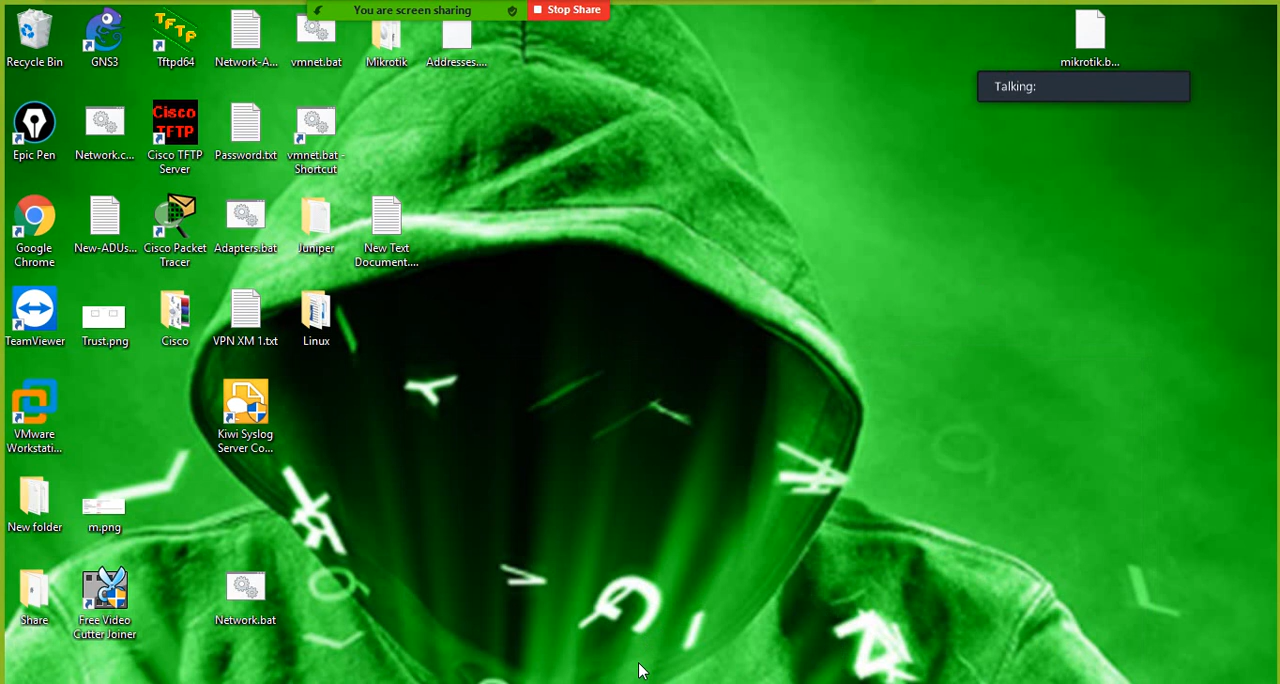 You are screen sharing
Stop Share
Recycle Bin
GNS3
Tftpd64
Network-A...
vmnet.bat
Mikrotik
Addresses....
mikrotik.b...
TFTP
Talking:
Epic Pen
Network.c...
Cisco
TFTP
Cisco TFTP
Server
Password.txt
vmnet.bat -
Shortcut
Google
Chrome
New-ADUs...
Cisco Packet
Tracer
Adapters.bat
Juniper
New Text
Document....
TeamViewer
Trust.png
Cisco
VPN XM 1.txt
Linux
VMware
Workstati...
Kiwi Syslog
Server Co...
New folder
m.png
Share
Free Video
Cutter Joiner
Network.bat